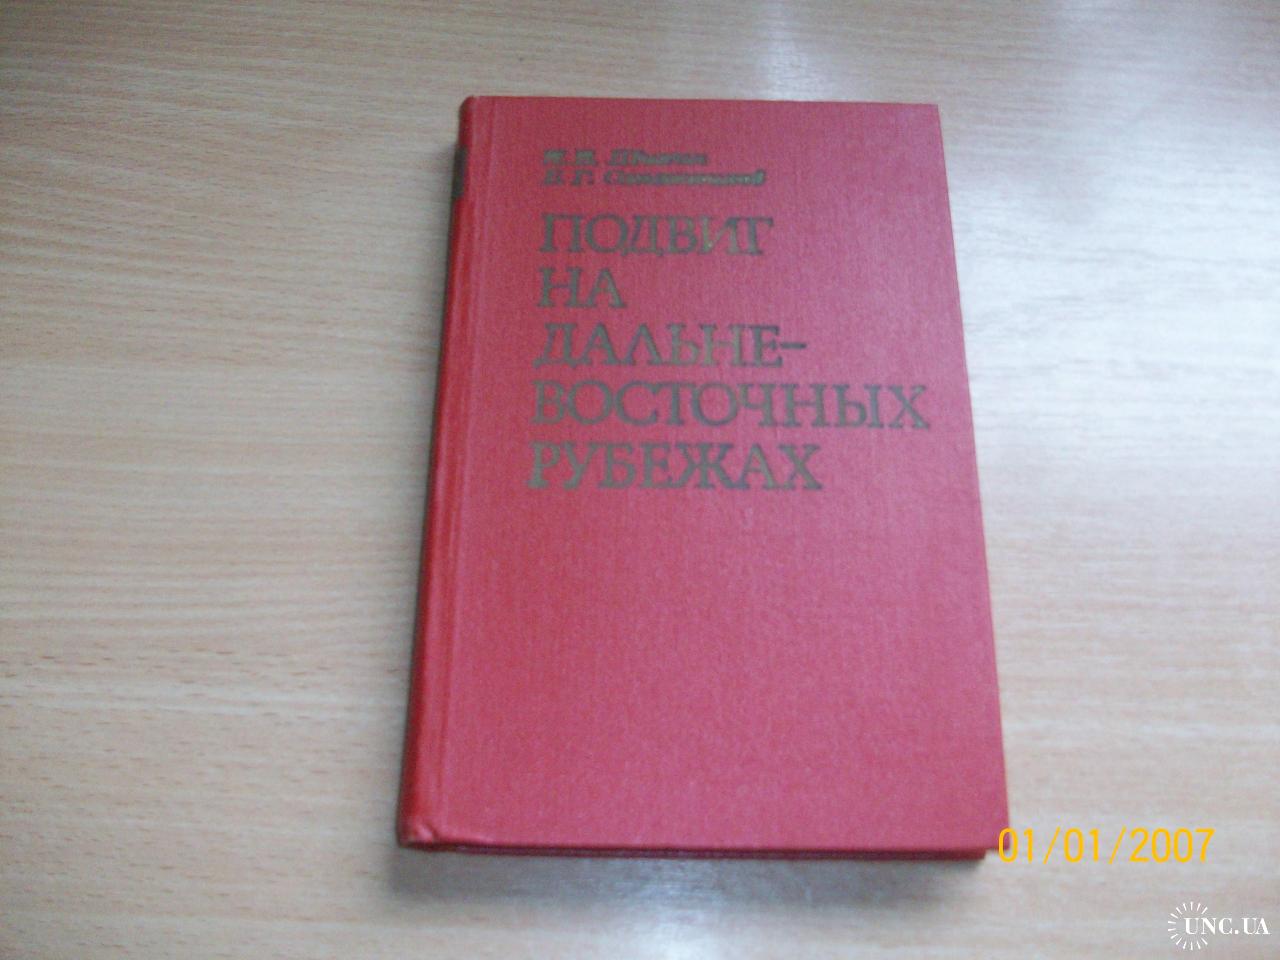 ПОДВИГ
НА
ДАЛЬНЕ-
ВОСТОЧНЫХ
РУБЕЖАХ
01/01/2007
UNC.UA